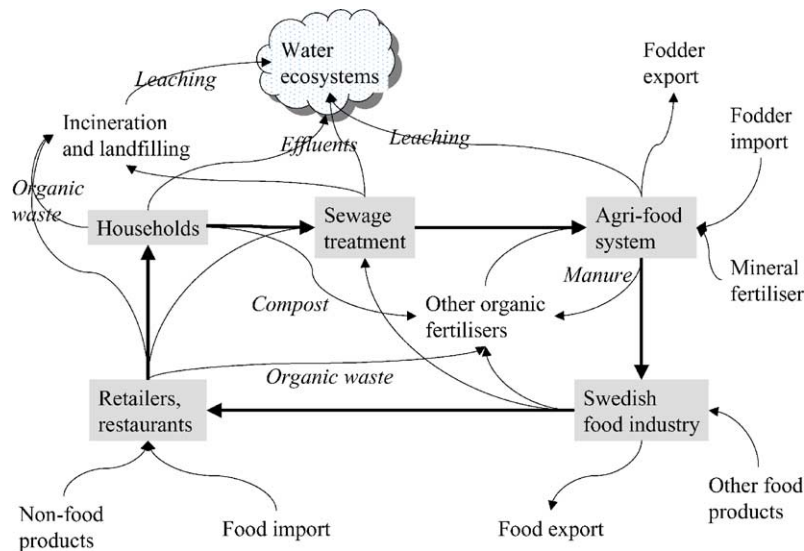 Water
ecosystems
Leaching
Fodder
export
Incineration
and landfilling
Effluents
Leaching
Fodder
import
Organic
waste
Households
Sewage
treatment
Agri-food
system
Compost
Other organic
fertilisers
Manure
Mineral
fertiliser
Organic waste
Retailers,
restaurants
Swedish
food industry
Non-food
products
Food import
Food export
Other food
products